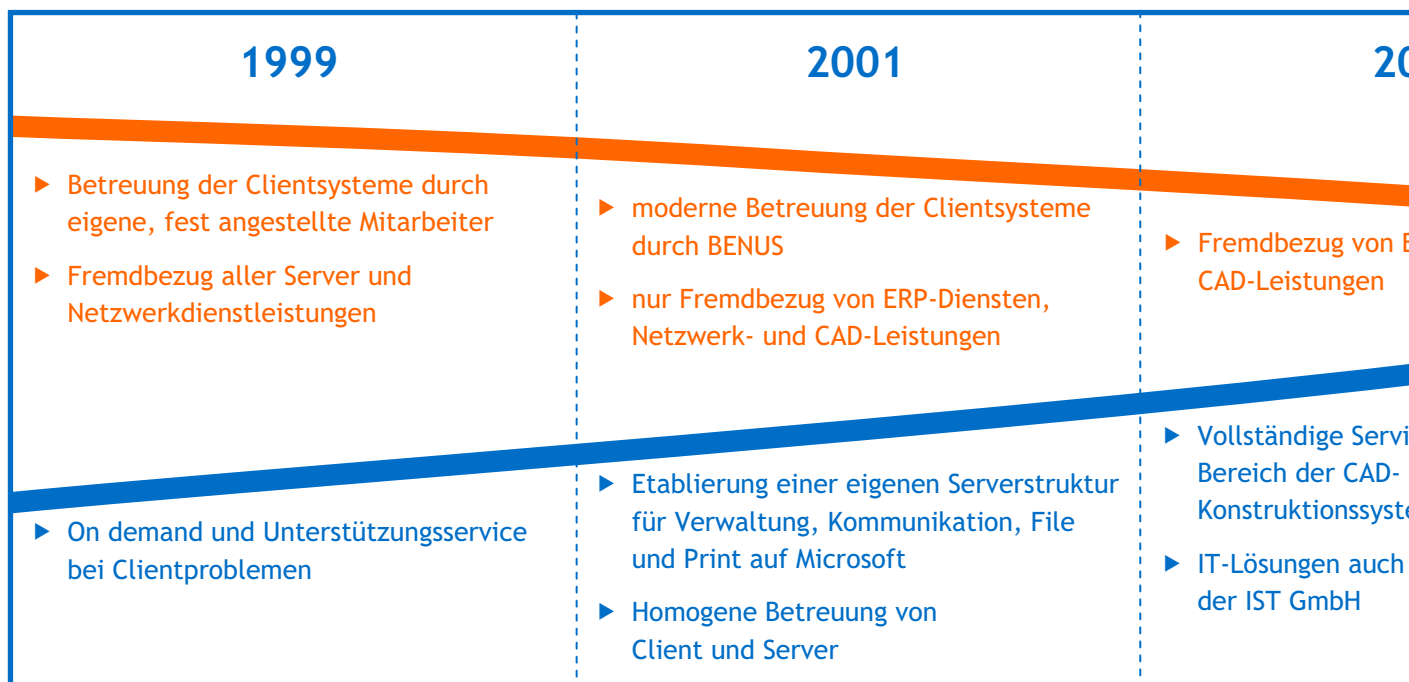 1999
Betreuung der Clientsysteme durch
eigene, fest angestellte Mitarbeiter
Fremdbezug aller Server und
Netzwerkdienstleistungen
On demand und Unterstützungsservice
bei Clientproblemen
2001
moderne Betreuung der Clientsysteme
durch BENUS
nur Fremdbezug von ERP-Diensten,
Netzwerk- und CAD-Leistungen
Etablierung einer eigenen Serverstruktur
für Verwaltung, Kommunikation, File
und Print auf Microsoft
Homogene Betreuung von
Client und Server
Fremdbezug von
CAD-Leistungen
Vollständige
Bereich der CAD-
IT-Lösungen auch
der IST GmbH